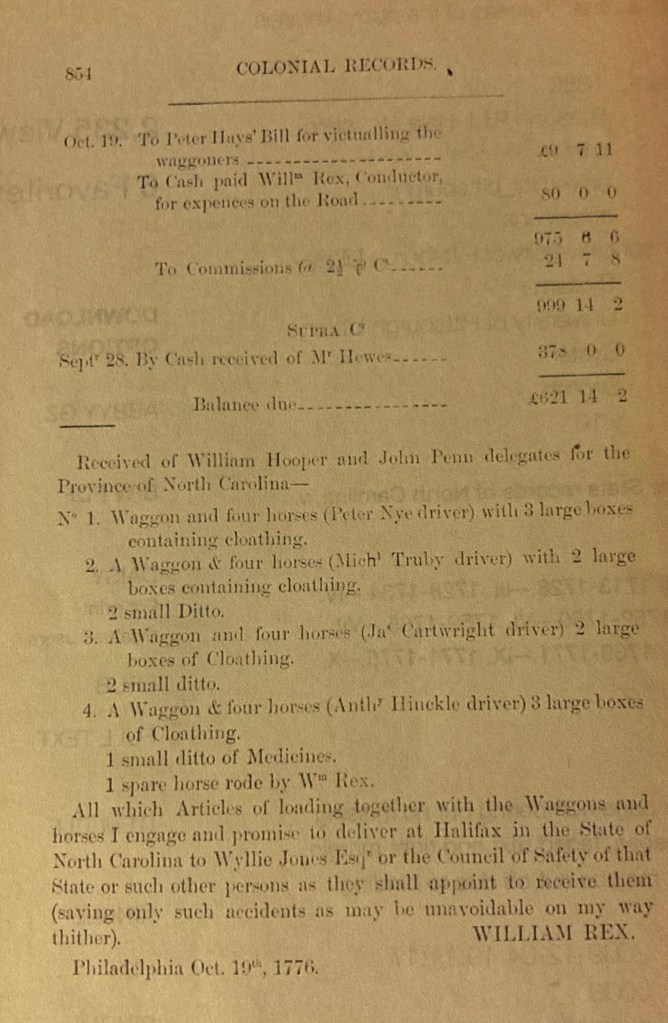 854 COLONIAL RECORDS.
Oct. 19. To Peter Hays' Bill for victualling the
waggoners £9 7 11
To Cash paid Willᵐ Rex, Conductor,
for expences on the Road 80 0 0
975 6 6
To Commissions @ 2½ ⅌ Cᵗ 24 7 8
999 14 2
SUPRA Cʳ
Septʳ 28. By Cash received of Mʳ Hewes 378 0 0
Balance due £621 14 2
Received of William Hooper and John Penn delegates for the
Province of North Carolina—
Nᵒ 1. Waggon and four horses (Peter Nye driver) with 3 large boxes
containing cloathing.
2. A Waggon & four horses (Michˡ Truby driver) with 2 large
boxes containing cloathing.
2 small Ditto.
3. A Waggon and four horses (Jaˢ Cartwright driver) 2 large
boxes of Cloathing.
2 small ditto.
4. A Waggon & four horses (Anthʸ Hinckle driver) 3 large boxes
of Cloathing.
1 small ditto of Medicines.
1 spare horse rode by Wᵐ Rex.
All which Articles of loading together with the Waggons and
horses I engage and promise to deliver at Halifax in the State of
North Carolina to Wyllie Jones Esqʳ or the Council of Safety of that
State or such other persons as they shall appoint to receive them
(saving only such accidents as may be unavoidable on my way
thither). WILLIAM REX.
Philadelphia Oct. 19ᵗʰ, 1776.